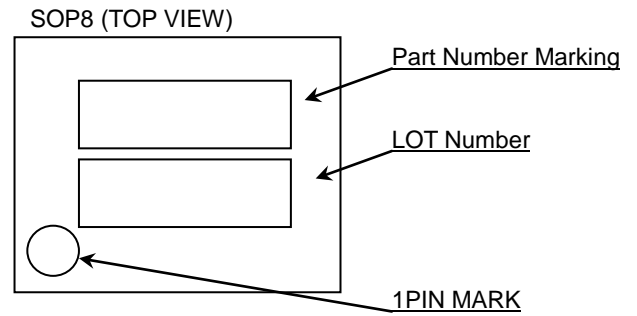 SOP8 (TOP VIEW)
Part Number Marking
LOT Number
1PIN MARK